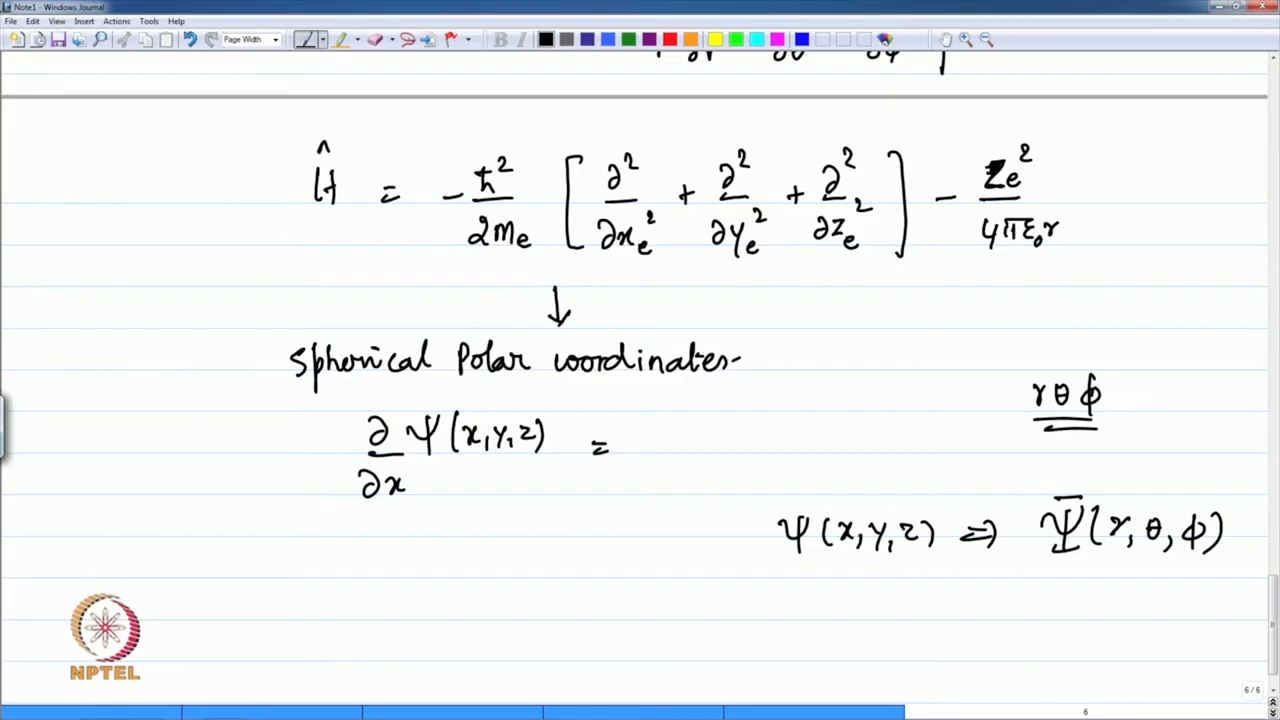 Note1 - Windows Journal
File Edit View Insert Actions Tools Help
Page Width
Ĥ = - ℏ²/2me [∂²/∂xe² + ∂²/∂ye² + ∂²/∂ze²] - Ze²/4πε₀r
↓
Spherical Polar coordinates-
r θ ϕ
∂/∂x Ψ(x,y,z) =
Ψ(x,y,z) ⇒ Ψ(r,θ,ϕ)
NPTEL
6/6
6